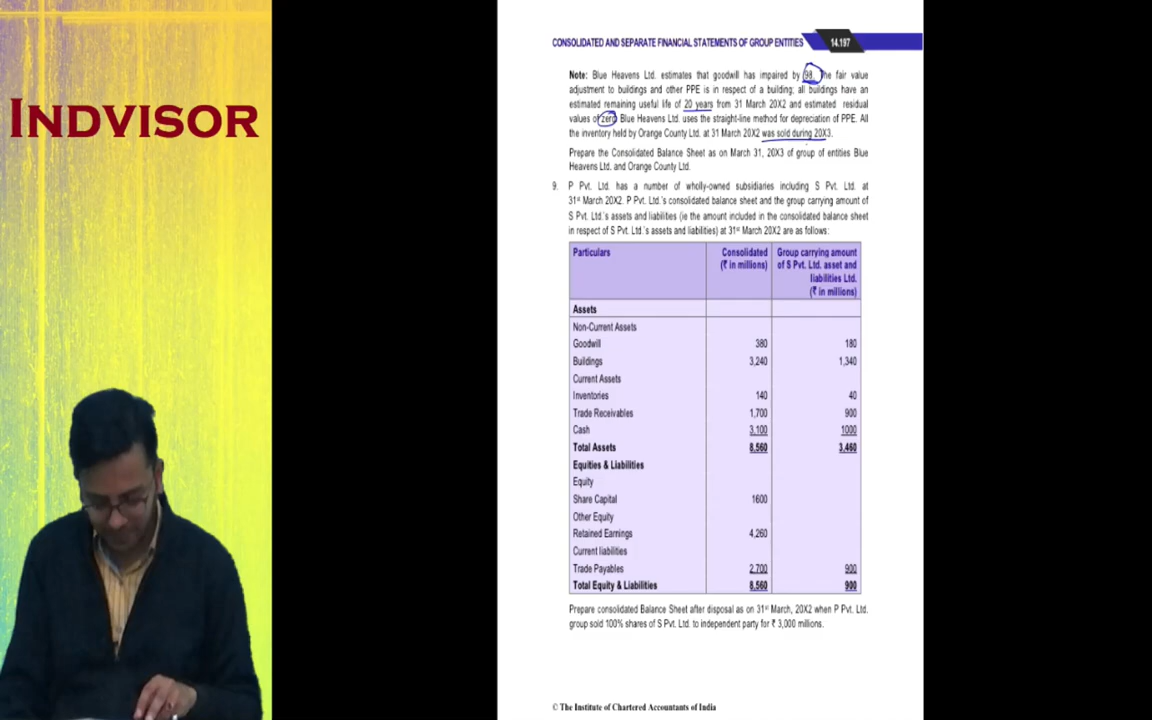 INDVISOR
CONSOLIDATED AND SEPARATE FINANCIAL STATEMENTS OF GROUP ENTITIES 14.197
Note: Blue Heavens Ltd. estimates that goodwill has impaired by 98. The fair value
adjustment to buildings and other PPE is in respect of a building; all buildings have an
estimated remaining useful life of 20 years from 31 March 20X2 and estimated residual
values of zero Blue Heavens Ltd. uses the straight-line method for depreciation of PPE. All
the inventory held by Orange County Ltd. at 31 March 20X2 was sold during 20X3.
Prepare the Consolidated Balance Sheet as on March 31, 20X3 of group of entities Blue
Heavens Ltd. and Orange County Ltd.
9. P Pvt. Ltd. has a number of wholly-owned subsidiaries including S Pvt. Ltd. at
31st March 20X2. P Pvt. Ltd.'s consolidated balance sheet and the group carrying amount of
S Pvt. Ltd.'s assets and liabilities (ie the amount included in the consolidated balance sheet
in respect of S Pvt. Ltd.'s assets and liabilities) at 31st March 20X2 are as follows:
Particulars Consolidated Group carrying amount
(₹ in millions) of S Pvt. Ltd. asset and
liabilities Ltd.
(₹ in millions)
Assets
Non-Current Assets
Goodwill 380 180
Buildings 3,240 1,340
Current Assets
Inventories 140 40
Trade Receivables 1,700 900
Cash 3,100 1000
Total Assets 8,560 3,460
Equities & Liabilities
Equity
Share Capital 1600
Other Equity
Retained Earnings 4,260
Current liabilities
Trade Payables 2,700 900
Total Equity & Liabilities 8,560 900
Prepare consolidated Balance Sheet after disposal as on 31st March, 20X2 when P Pvt. Ltd.
group sold 100% shares of S Pvt. Ltd. to independent party for ₹ 3,000 millions.
© The Institute of Chartered Accountants of India